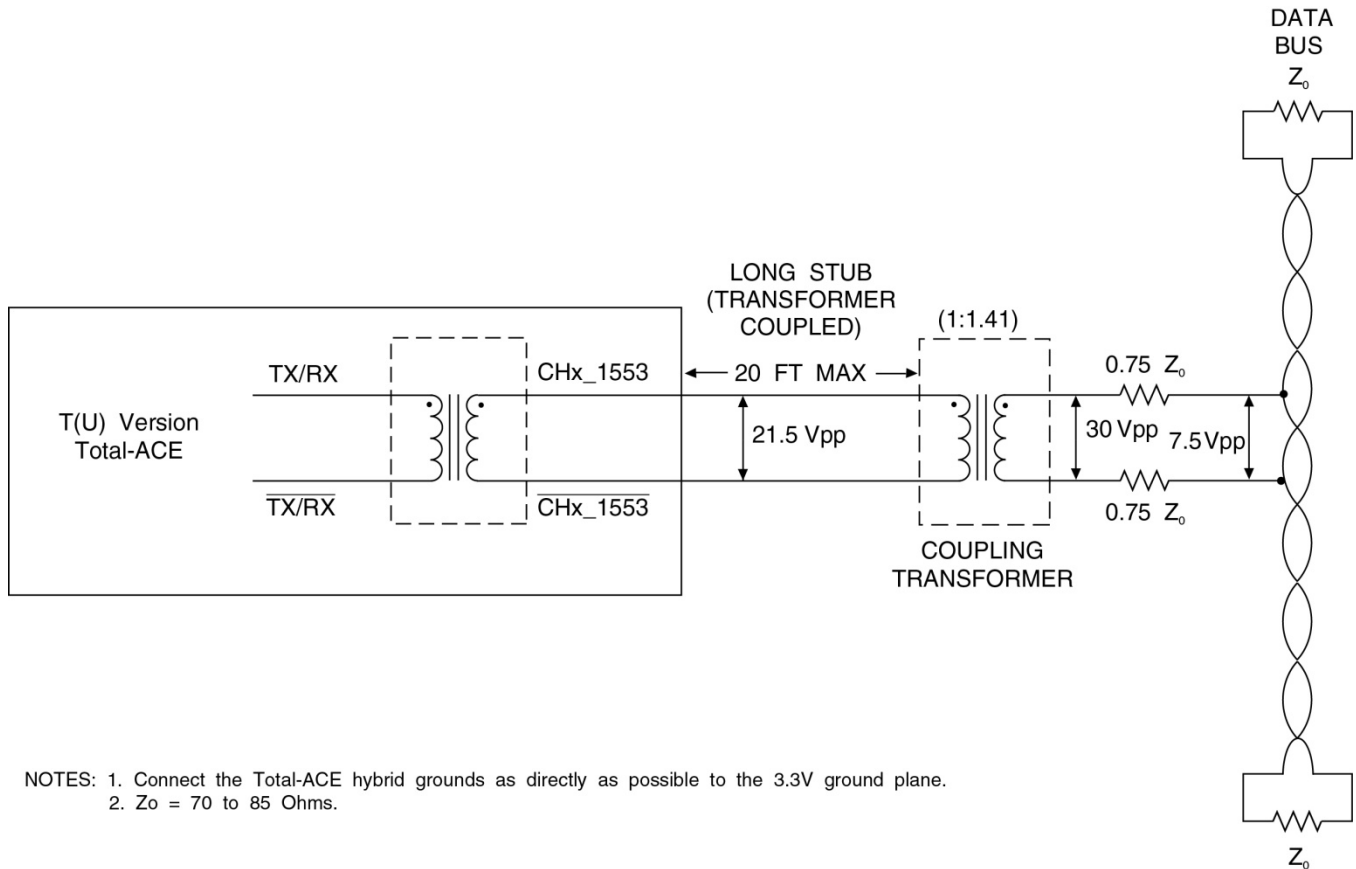 DATA
BUS
Z₀
LONG STUB
(TRANSFORMER
COUPLED)
(1:1.41)
TX/RX
CHx_1553
20 FT MAX
0.75 Z₀
T(U) Version
Total-ACE
21.5 Vpp
30 Vpp
7.5 Vpp
TX/RX
CHx_1553
0.75 Z₀
COUPLING
TRANSFORMER
NOTES: 1. Connect the Total-ACE hybrid grounds as directly as possible to the 3.3V ground plane.
2. Zo = 70 to 85 Ohms.
Z₀